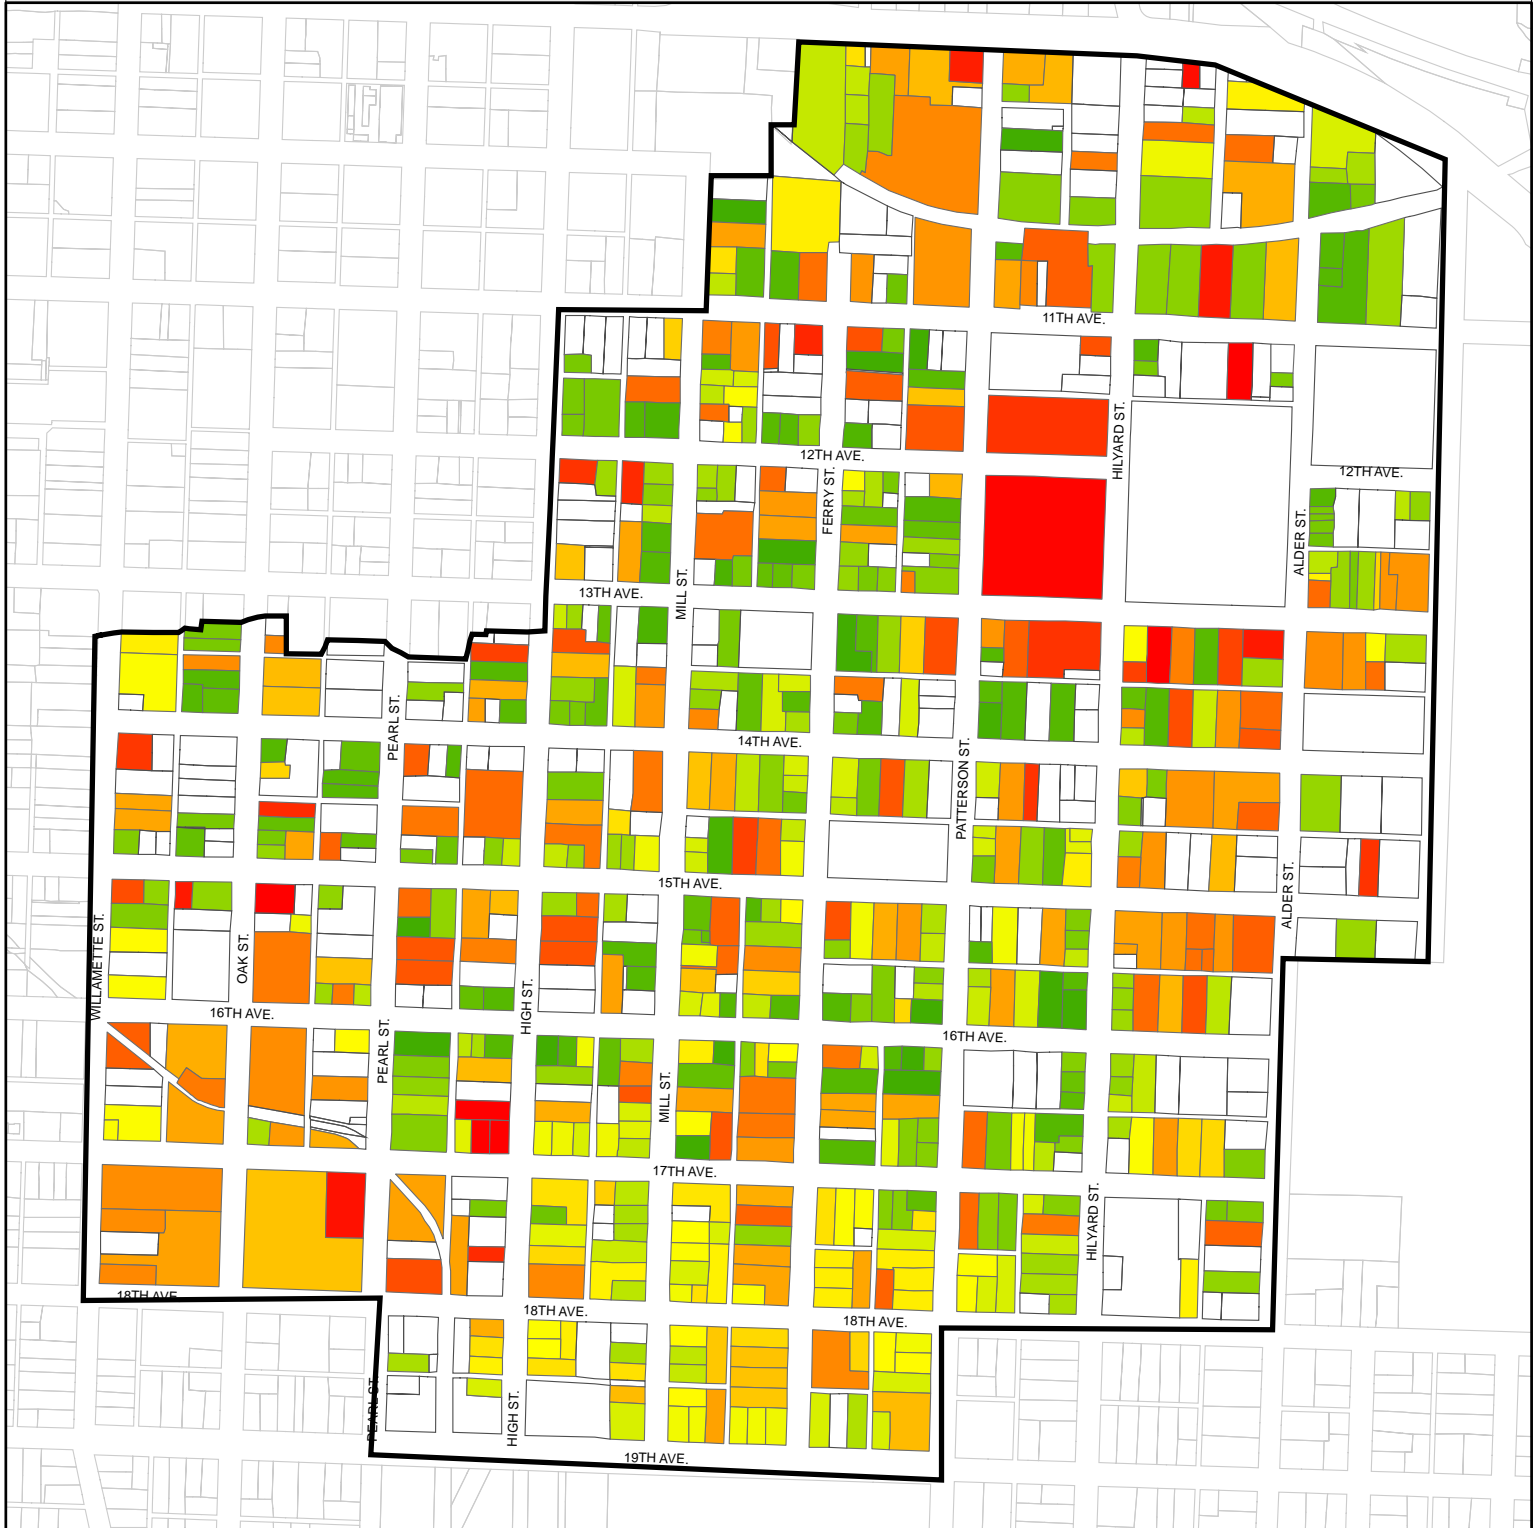 11TH AVE.
HILYARD ST.
12TH AVE.
12TH AVE.
FERRY ST.
ALDER ST.
MILL ST.
13TH AVE.
PEARL ST.
14TH AVE.
PATTERSON ST.
15TH AVE.
ALDER ST.
WILLAMETTE ST.
OAK ST.
HIGH ST.
16TH AVE.
PEARL ST.
16TH AVE.
MILL ST.
17TH AVE.
HILYARD ST.
18TH AVE.
18TH AVE.
18TH AVE.
PEARL ST.
HIGH ST.
19TH AVE.